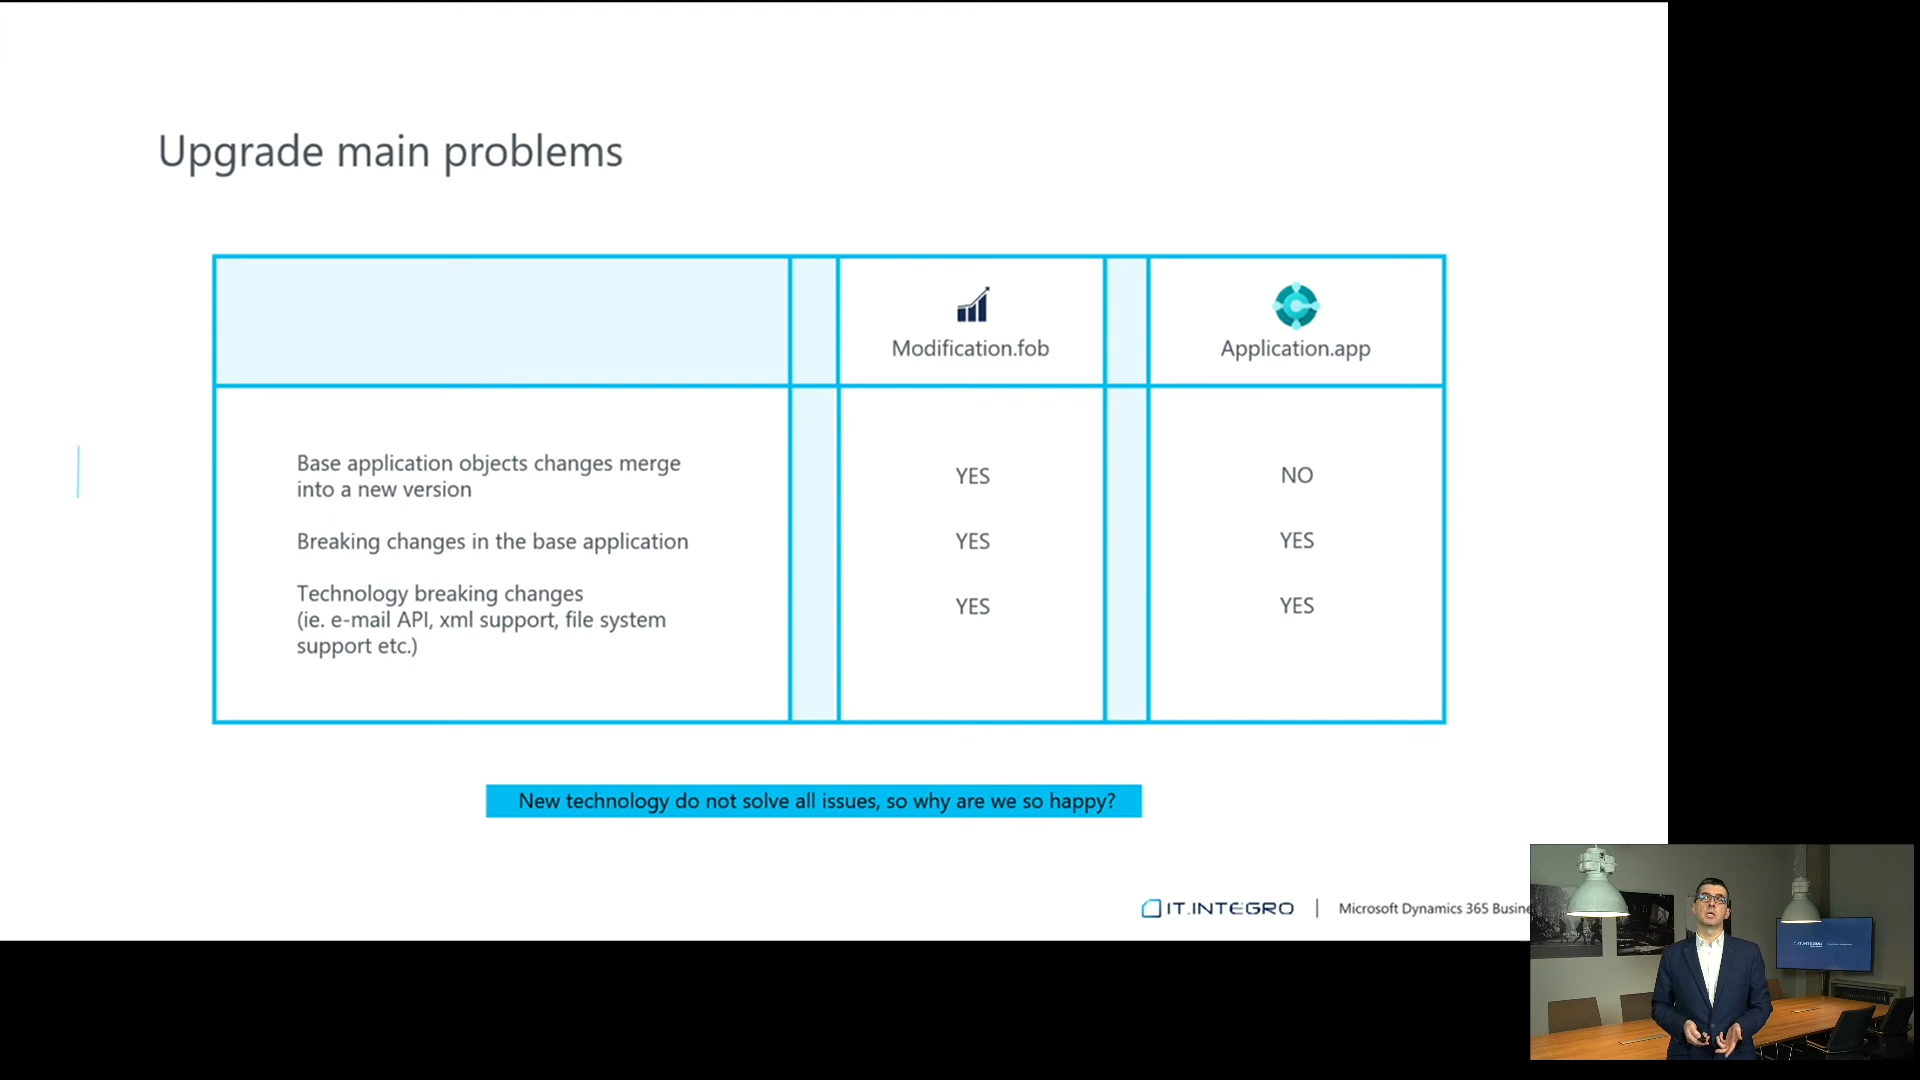 Upgrade main problems
Modification.fob
Application.app
Base application objects changes merge
into a new version
YES
NO
Breaking changes in the base application
YES
YES
Technology breaking changes
(ie. e-mail API, xml support, file system
support etc.)
YES
YES
New technology do not solve all issues, so why are we so happy?
IT.INTEGRO | Microsoft Dynamics 365 Busine
IT.INTEGRO